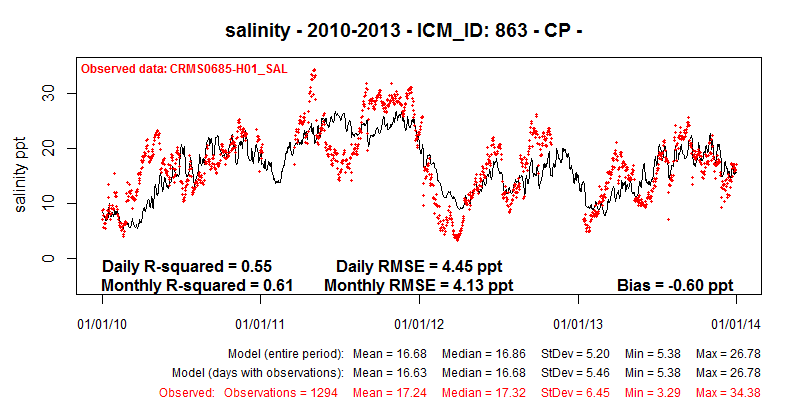 salinity - 2010-2013 - ICM_ID: 863 - CP -
Observed data: CRMS0685-H01_SAL
salinity ppt
30
20
10
0
Daily R-squared = 0.55 Daily RMSE = 4.45 ppt
Monthly R-squared = 0.61 Monthly RMSE = 4.13 ppt Bias = -0.60 ppt
01/01/10 01/01/11 01/01/12 01/01/13 01/01/14
Model (entire period): Mean = 16.68 Median = 16.86 StDev = 5.20 Min = 5.38 Max = 26.78
Model (days with observations): Mean = 16.63 Median = 16.68 StDev = 5.46 Min = 5.38 Max = 26.78
Observed: Observations = 1294 Mean = 17.24 Median = 17.32 StDev = 6.45 Min = 3.29 Max = 34.38